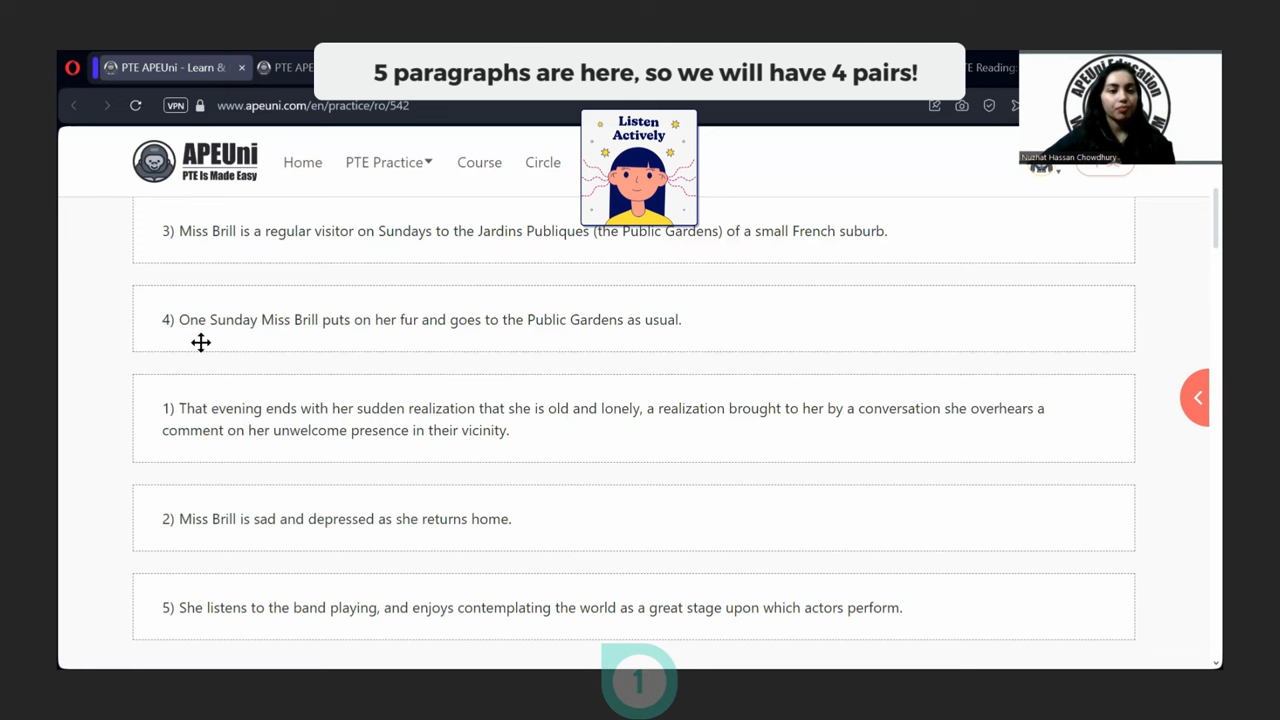 5 paragraphs are here, so we will have 4 pairs!
PTE APEUni - Learn &
PTE APE
PTE Reading:
VPN
www.apeuni.com/en/practice/ro/542
Listen
Actively
APEUni Education
Nuzhat Hassan Chowdhury
APEUni
PTE Is Made Easy
Home
PTE Practice
Course
Circle
3) Miss Brill is a regular visitor on Sundays to the Jardins Publiques (the Public Gardens) of a small French suburb.
4) One Sunday Miss Brill puts on her fur and goes to the Public Gardens as usual.
1) That evening ends with her sudden realization that she is old and lonely, a realization brought to her by a conversation she overhears a
comment on her unwelcome presence in their vicinity.
2) Miss Brill is sad and depressed as she returns home.
5) She listens to the band playing, and enjoys contemplating the world as a great stage upon which actors perform.
1